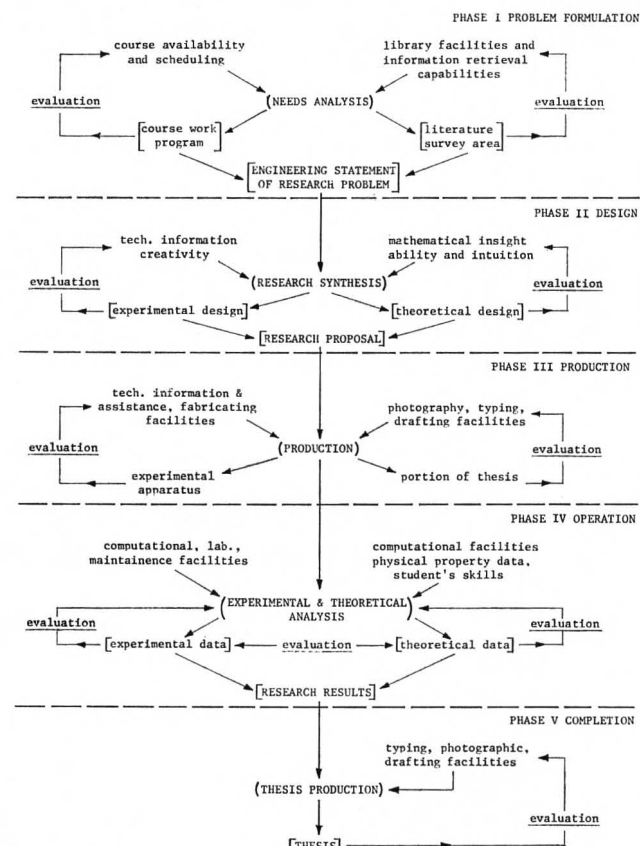 PHASE I PROBLEM FORMULATION
course availability
and scheduling
library facilities and
information retrieval
capabilities
evaluation
(NEEDS ANALYSIS)
evaluation
[course work
program]
[literature
survey area]
[ENGINEERING STATEMENT
OF RESEARCH PROBLEM]
PHASE II DESIGN
tech. information
creativity
mathematical insight
ability and intuition
evaluation
(RESEARCH SYNTHESIS)
evaluation
[experimental design]
[theoretical design]
[RESEARCH PROPOSAL]
PHASE III PRODUCTION
tech. information &
assistance, fabricating
facilities
photography, typing,
drafting facilities
evaluation
(PRODUCTION)
evaluation
experimental
apparatus
portion of thesis
PHASE IV OPERATION
computational, lab.,
maintainence facilities
computational facilities
physical property data,
student's skills
(EXPERIMENTAL & THEORETICAL
ANALYSIS)
evaluation
evaluation
[experimental data]
evaluation
[theoretical data]
[RESEARCH RESULTS]
PHASE V COMPLETION
typing, photographic,
drafting facilities
(THESIS PRODUCTION)
evaluation
[THESIS]